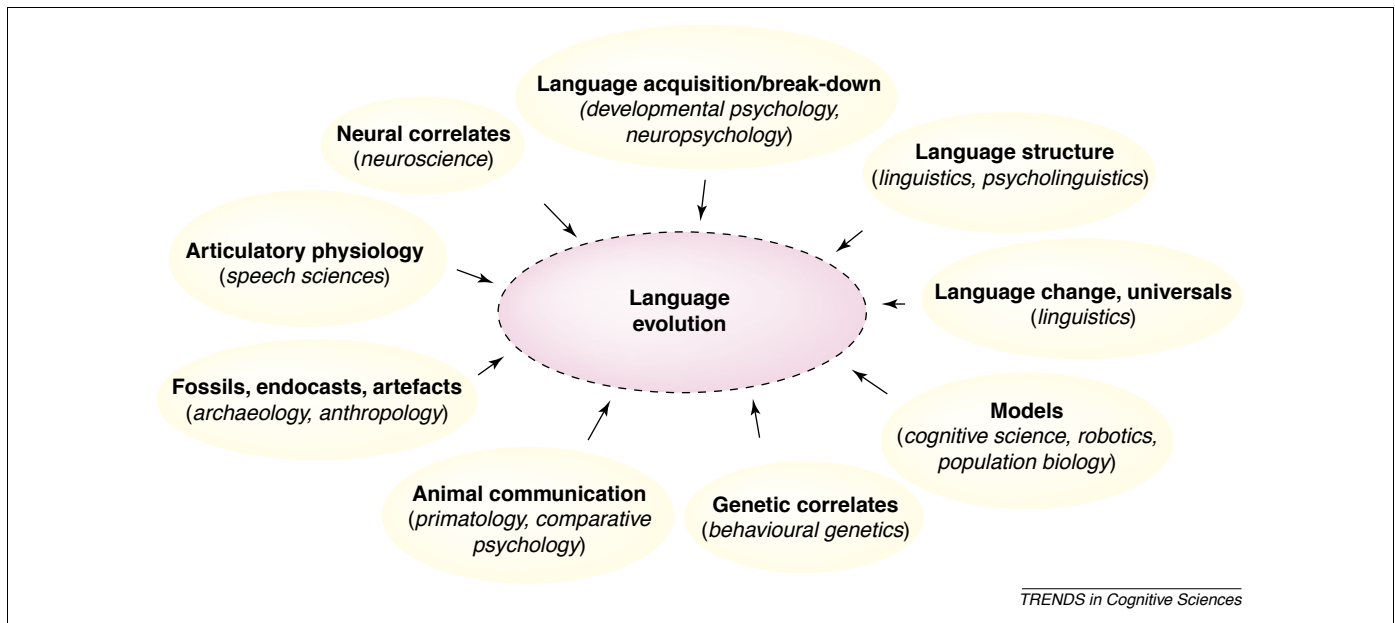 Language acquisition/break-down
(developmental psychology,
neuropsychology)
Neural correlates
(neuroscience)
Language structure
(linguistics, psycholinguistics)
Articulatory physiology
(speech sciences)
Language
evolution
Language change, universals
(linguistics)
Fossils, endocasts, artefacts
(archaeology, anthropology)
Models
(cognitive science, robotics,
population biology)
Animal communication
(primatology, comparative
psychology)
Genetic correlates
(behavioural genetics)
TRENDS in Cognitive Sciences